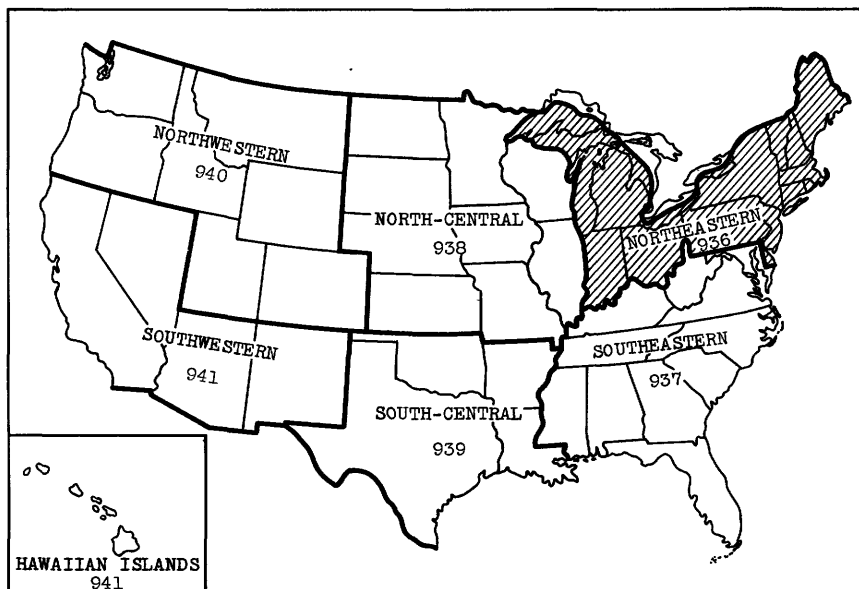 NORTHWESTERN
940
NORTH-CENTRAL
938
NORTHEASTERN
936
SOUTHWESTERN
941
SOUTHEASTERN
937
SOUTH-CENTRAL
939
HAWAIIAN ISLANDS
941